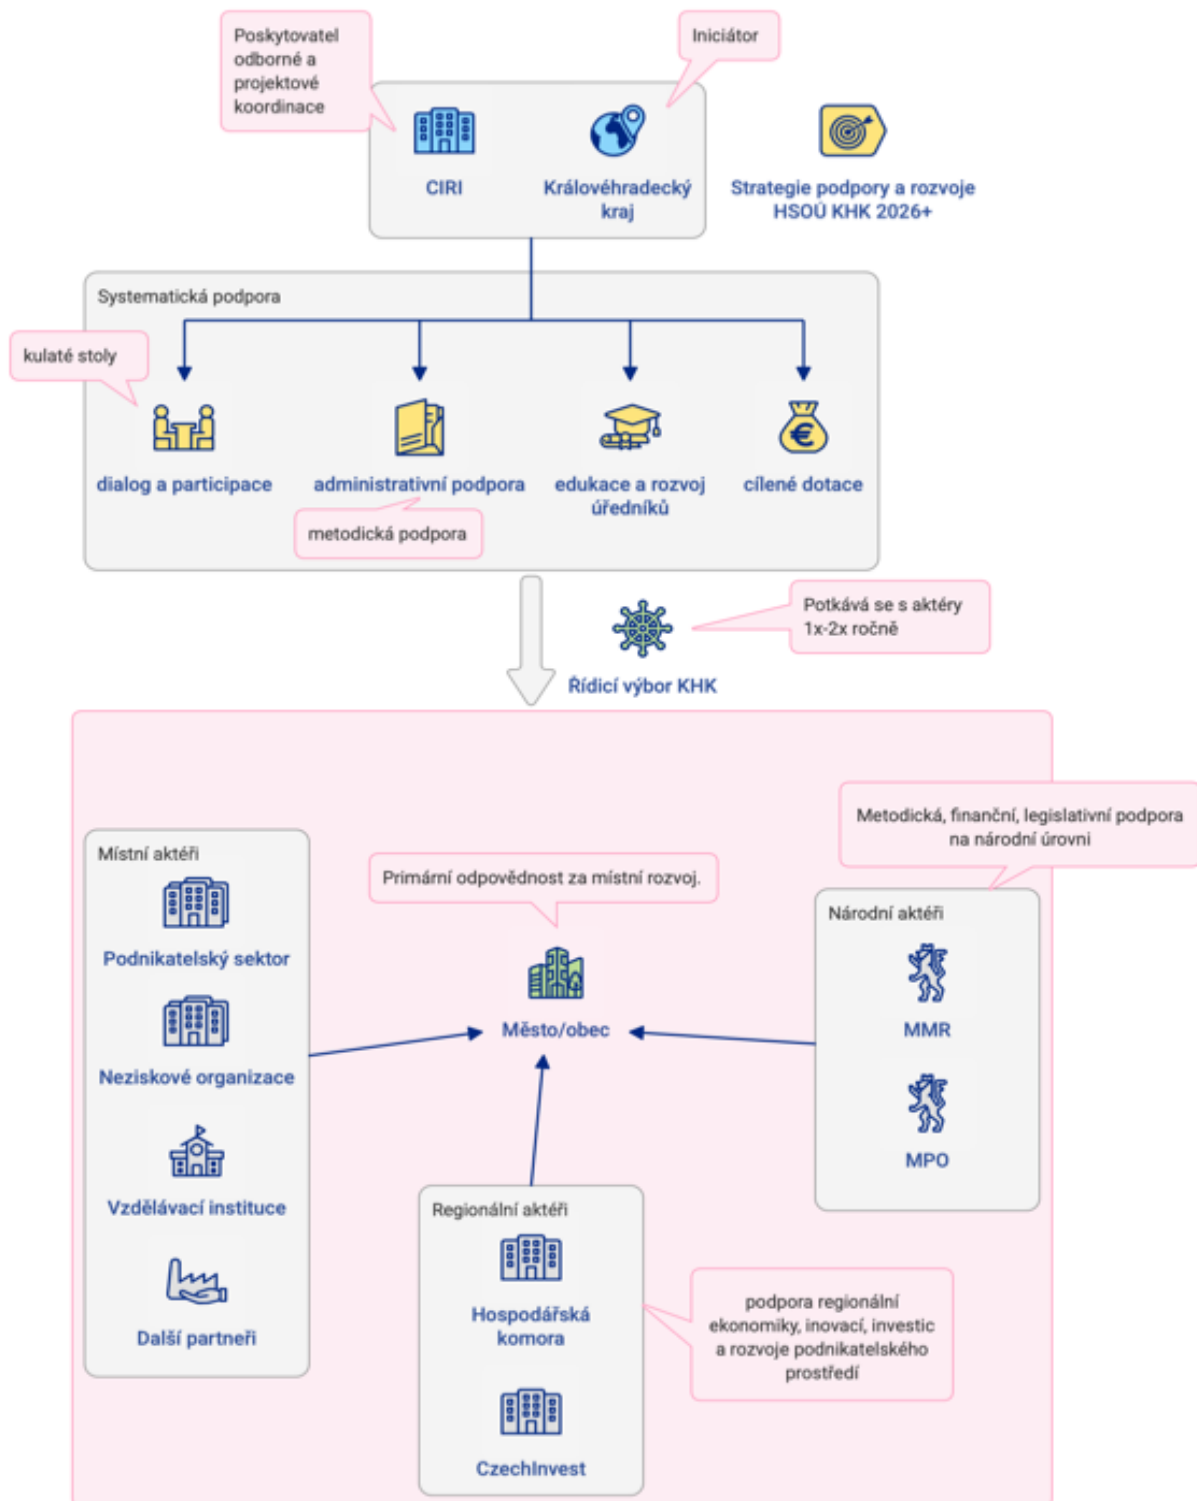 Poskytovatel
odborné a
projektové
koordinace
Iniciátor
CIRI
Královéhradecký
kraj
Strategie podpory a rozvoje
HSOÚ KHK 2026+
Systematická podpora
kulaté stoly
dialog a participace
administrativní podpora
edukace a rozvoj
úředníků
cílené dotace
metodická podpora
Potkává se s aktéry
1x-2x ročně
Řídicí výbor KHK
Metodická, finanční, legislativní podpora
na národní úrovni
Místní aktéři
Podnikatelský sektor
Neziskové organizace
Vzdělávací instituce
Další partneři
Primární odpovědnost za místní rozvoj.
Město/obec
Národní aktéři
MMR
MPO
Regionální aktéři
Hospodářská
komora
CzechInvest
podpora regionální
ekonomiky, inovací, investic
a rozvoje podnikatelského
prostředí